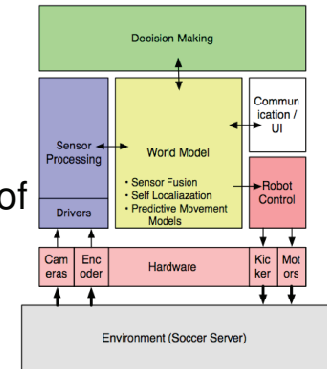 Decision Making
Sensor
Processing
Drivers
Word Model
• Sensor Fusion
• Self Localiazation
• Predictive Movement
Models
Commun
ication /
UI
Robot
Control
of
Cam
eras
Enc
oder
Hardware
Kic
ker
Mot
ors
Environment (Soccer Server)